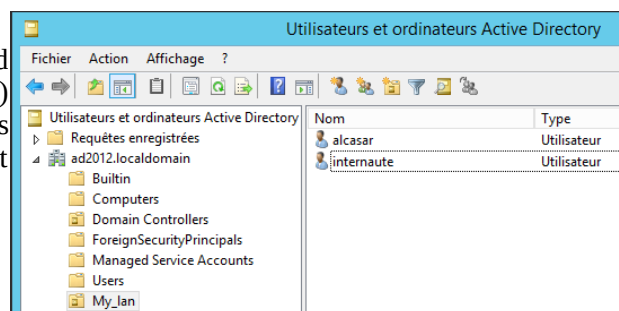 Utilisateurs et ordinateurs Active Directory
Fichier Action Affichage ?
d
)
s
t
Utilisateurs et ordinateurs Active Directory
Requêtes enregistrées
ad2012.localdomain
Builtin
Computers
Domain Controllers
ForeignSecurityPrincipals
Managed Service Accounts
Users
My_lan
Nom Type
alcasar Utilisateur
internaute Utilisateur